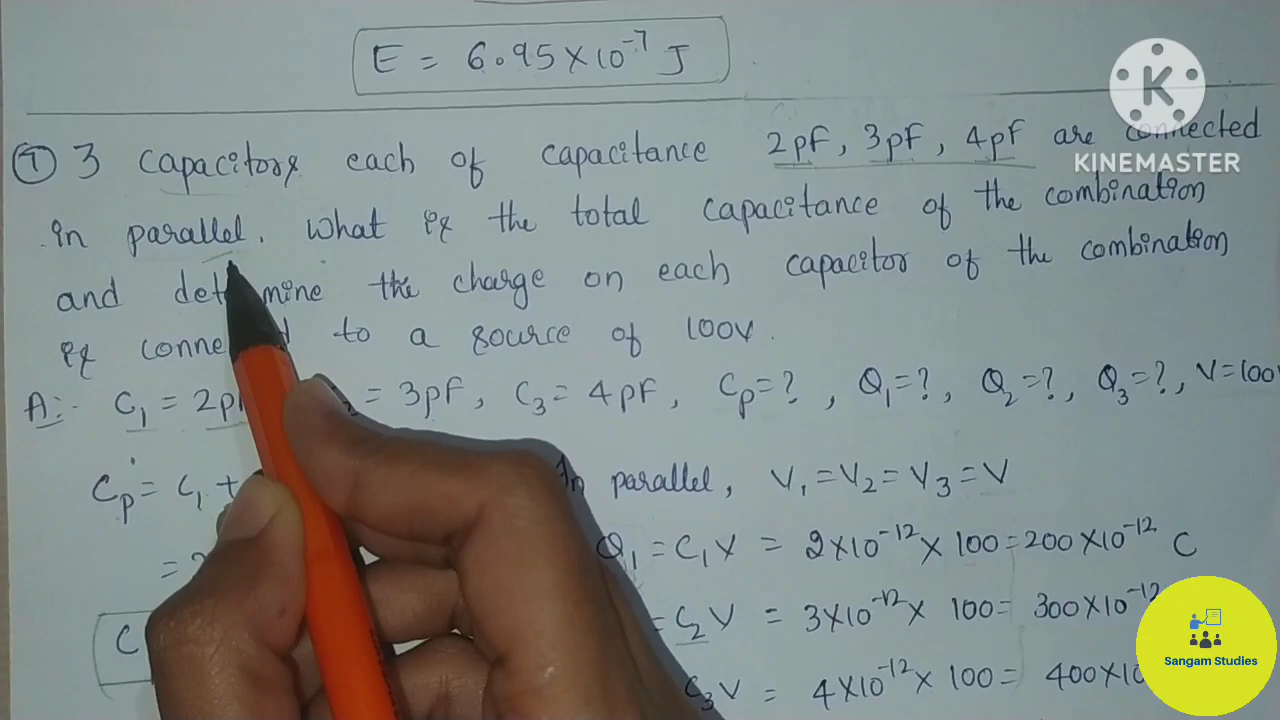 E = 6.95×10⁻⁷ J
K
KINEMASTER
⑦ 3 capacitors each of capacitance 2pF, 3pF, 4pF are connected
in parallel. What is the total capacitance of the combination
and determine the charge on each capacitor of the combination
is to a source of 100V.
A:- C₁ = 2pF = 3pF, C₃ = 4pF, Cp=?, Q₁=?, Q₂=?, Q₃=?, V=100
Cp = C₁ +
In parallel, V₁=V₂=V₃=V
Q₁ = C₁V = 2×10⁻¹² × 100 = 200×10⁻¹² C
= C₂V = 3×10⁻¹² × 100 = 300×10⁻¹²
C₃V = 4×10⁻¹² × 100 = 400×10
C
Sangam Studies